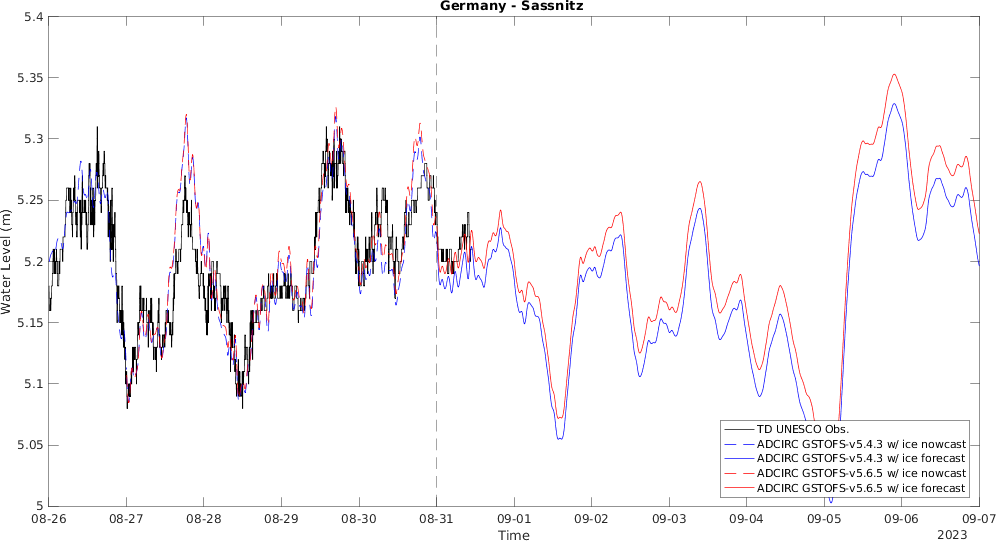 Germany - Sassnitz
5.4
5.35
5.3
5.25
5.2
5.15
5.1
5.05
5
Water Level (m)
TD UNESCO Obs.
ADCIRC GSTOFS-v5.4.3 w/ ice nowcast
ADCIRC GSTOFS-v5.4.3 w/ ice forecast
ADCIRC GSTOFS-v5.6.5 w/ ice nowcast
ADCIRC GSTOFS-v5.6.5 w/ ice forecast
08-26 08-27 08-28 08-29 08-30 08-31 09-01 09-02 09-03 09-04 09-05 09-06 09-07
Time
2023